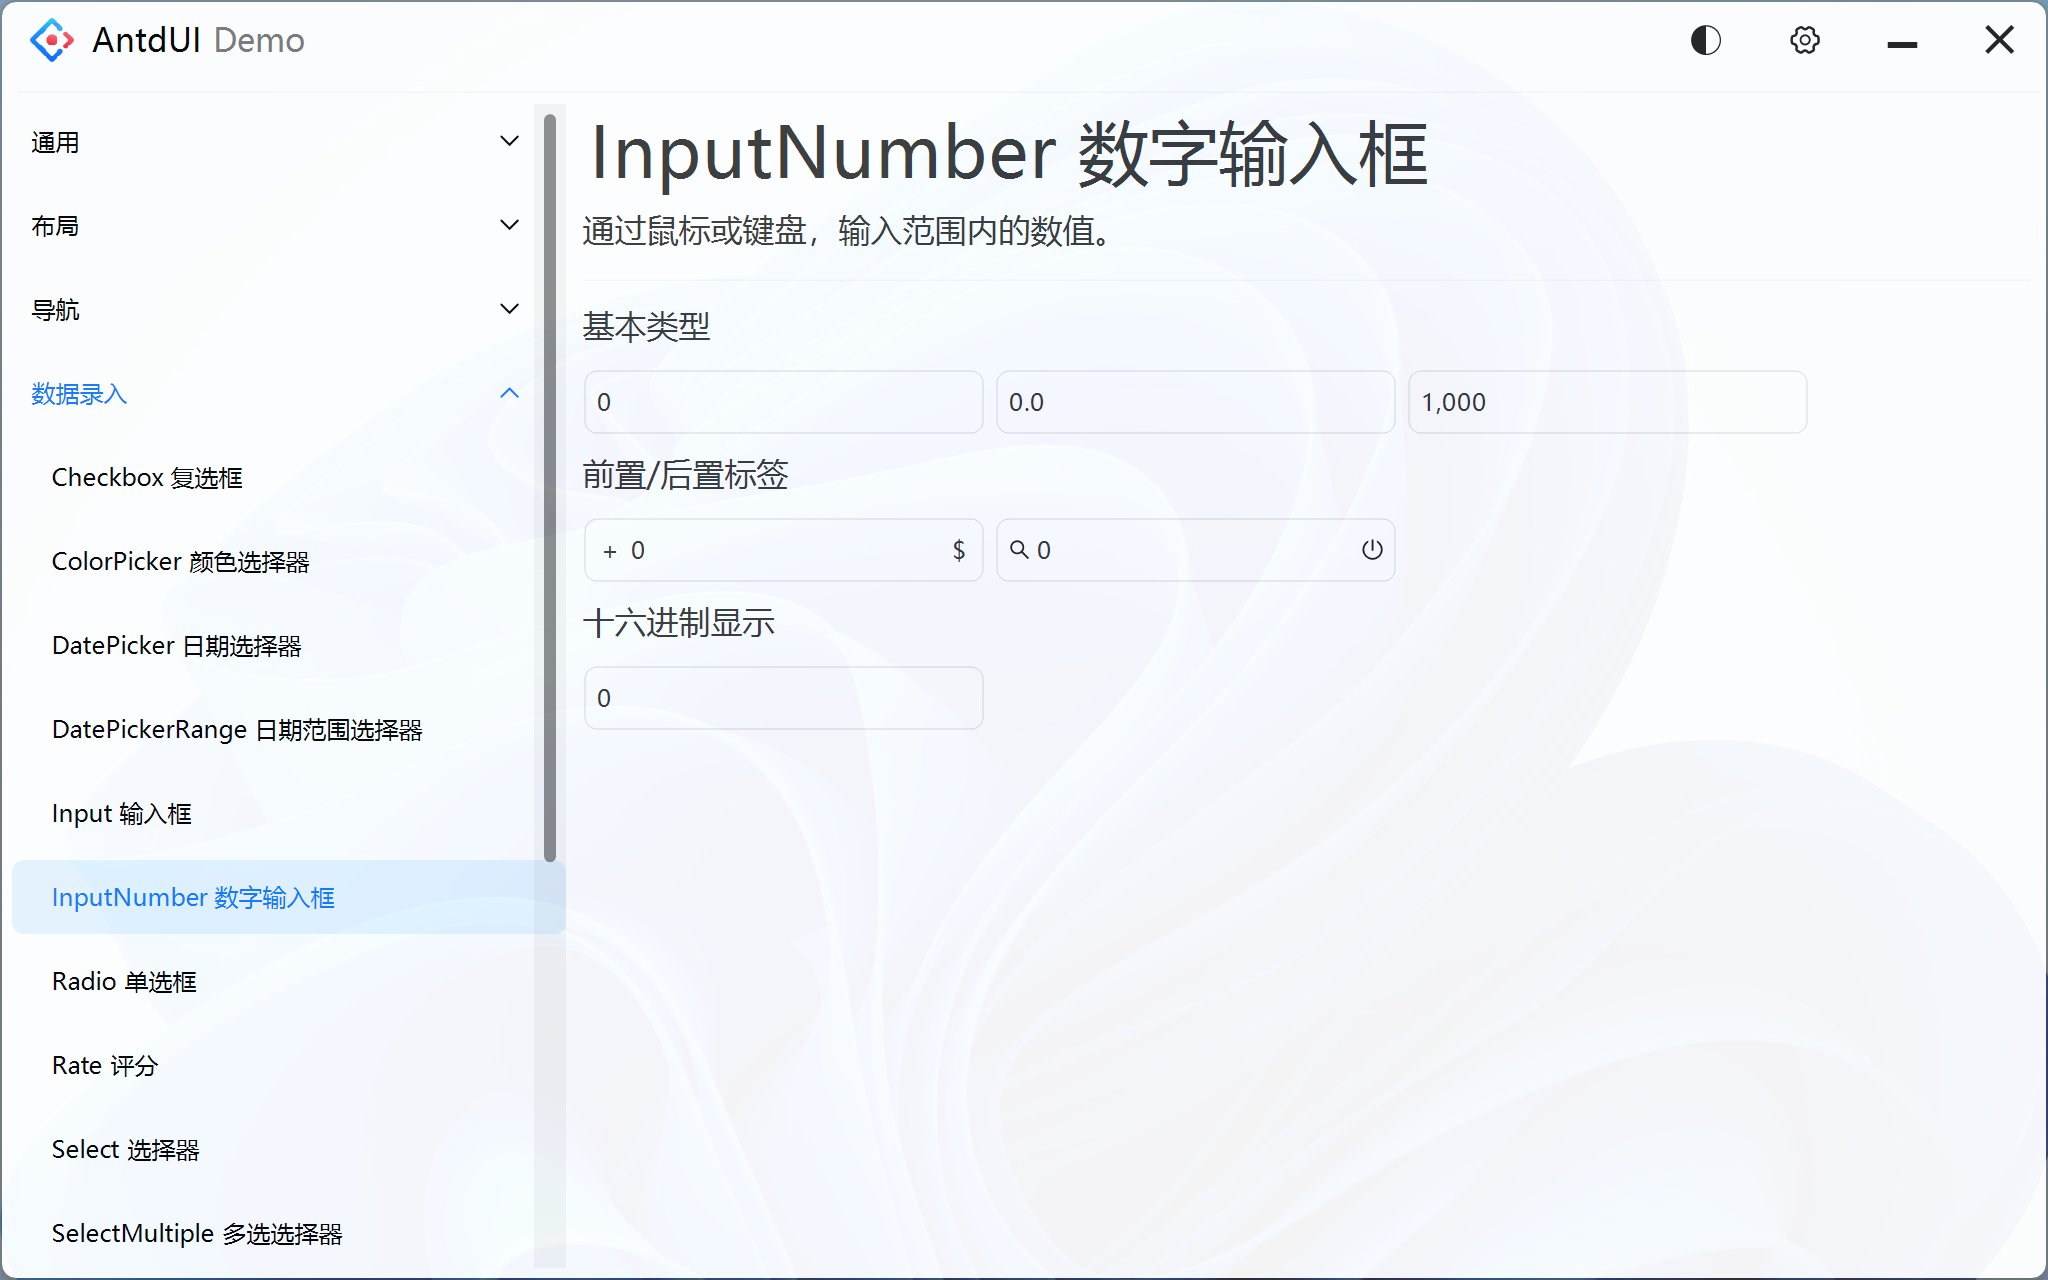 AntdUI Demo
通用
布局
导航
数据录入
Checkbox 复选框
ColorPicker 颜色选择器
DatePicker 日期选择器
DatePickerRange 日期范围选择器
Input 输入框
InputNumber 数字输入框
Radio 单选框
Rate 评分
Select 选择器
SelectMultiple 多选选择器
InputNumber 数字输入框
通过鼠标或键盘，输入范围内的数值。
基本类型
0
0.0
1,000
前置/后置标签
+ 0 $
0
十六进制显示
0